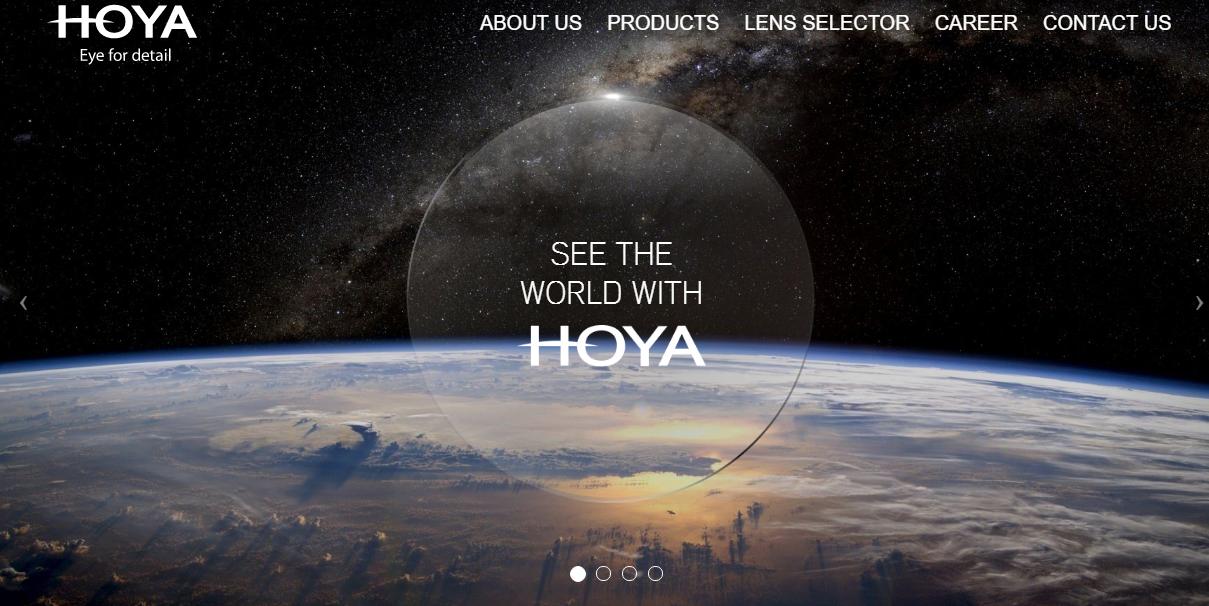 HOYA
Eye for detail
ABOUT US PRODUCTS LENS SELECTOR CAREER CONTACT US
SEE THE
WORLD WITH
HOYA